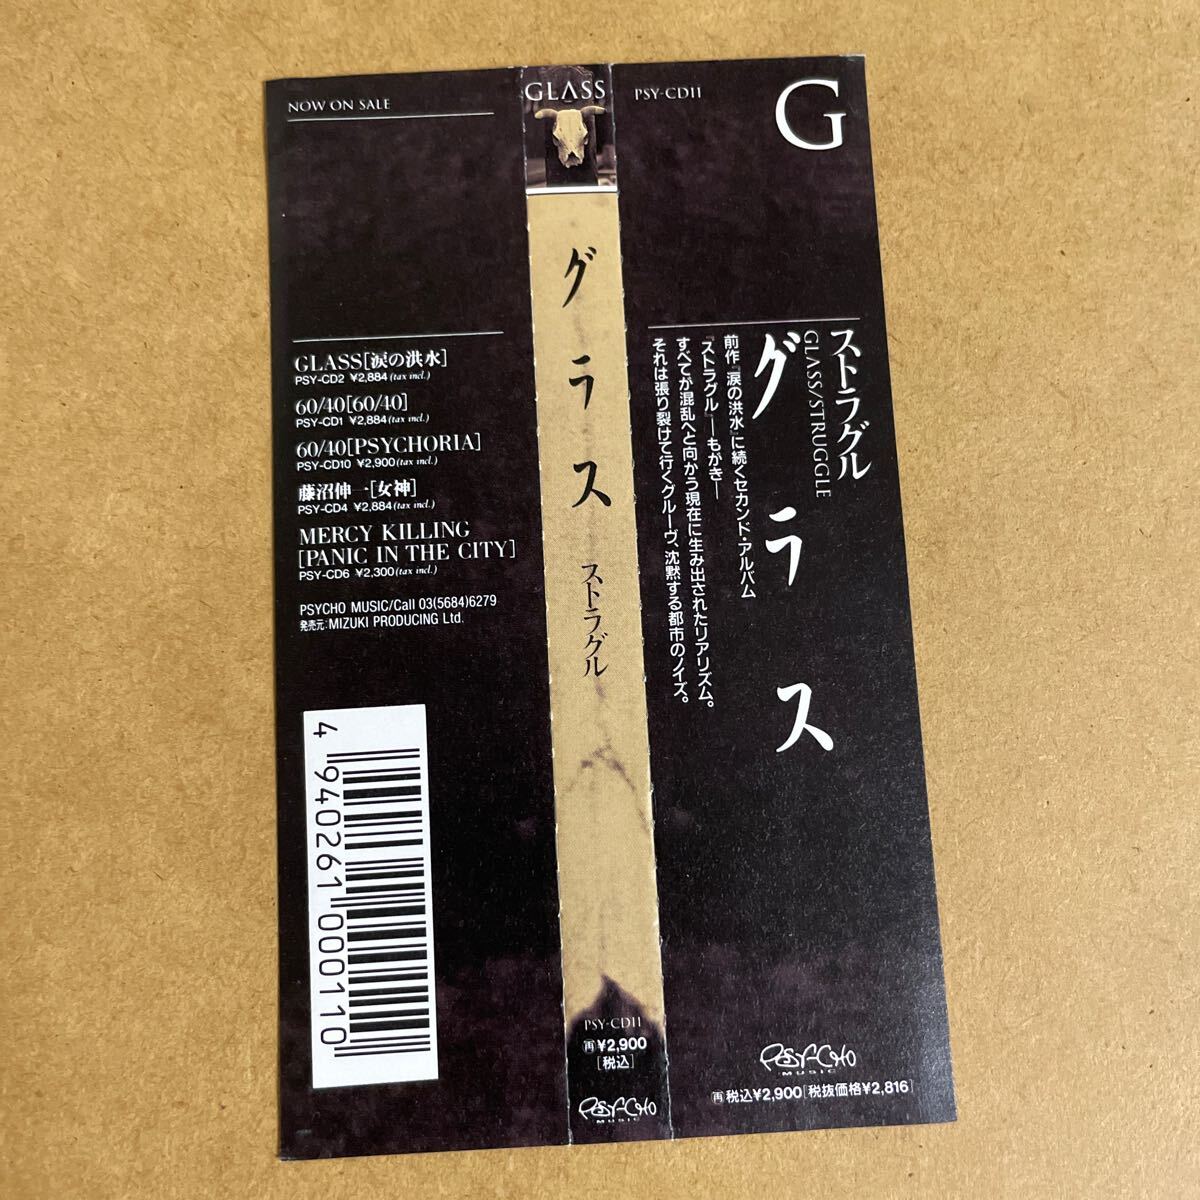 NOW ON SALE
GLASS[涙の洪水]
PSY-CD2 ¥2,884(tax incl.)
60/40[60/40]
PSY-CD1 ¥2,884(tax incl.)
60/40[PSYCHORIA]
PSY-CD10 ¥2,900(tax incl.)
藤沼伸一[女神]
PSY-CD4 ¥2,884(tax incl.)
MERCY KILLING
[PANIC IN THE CITY]
PSY-CD6 ¥2,300(tax incl.)
PSYCHO MUSIC/Call 03(5684)6279
発売元:MIZUKI PRODUCING Ltd.
4 940261 000110
GLASS
グラス
ストラグル
PSY-CD11
再¥2,900
[税込]
PSY-CHO
MUSIC
PSY-CD11
G
ストラグル
GLASS/STRUGGLE
グラス
前作『涙の洪水』に続くセカンド・アルバム
『ストラグル』―もがき―
すべてが混乱へと向かう現在に生み出されたリアリズム。
それは張り裂けて行くグルーヴ、沈黙する都市のノイズ。
PSY-CHO
MUSIC
再税込¥2,900[税抜価格¥2,816]